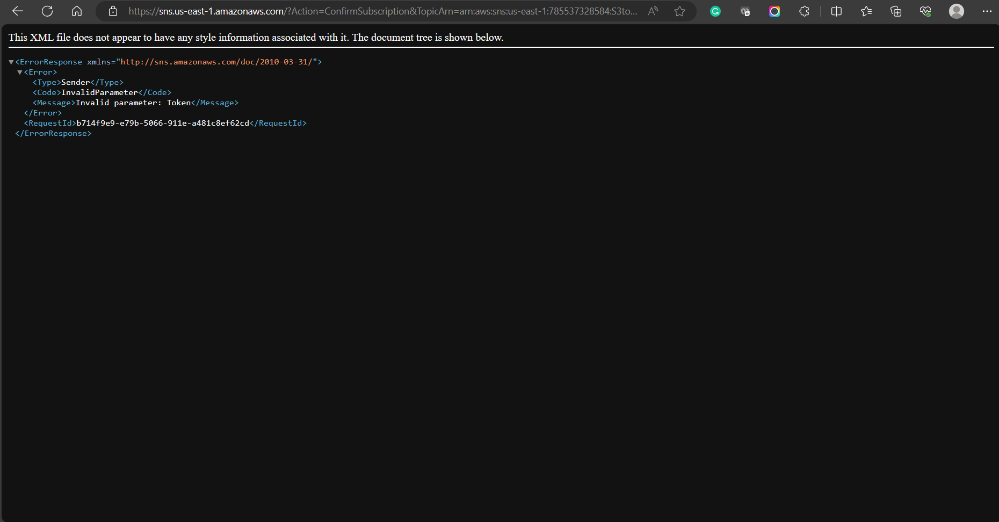 https://sns.us-east-1.amazonaws.com/?Action=ConfirmSubscription&TopicArn=arn:aws:sns:us-east-1:785537328584:S3to...
This XML file does not appear to have any style information associated with it. The document tree is shown below.
<ErrorResponse xmlns="http://sns.amazonaws.com/doc/2010-03-31/">
<Error>
<Type>Sender</Type>
<Code>InvalidParameter</Code>
<Message>Invalid parameter: Token</Message>
</Error>
<RequestId>b714f9e9-e79b-5066-911e-a481c8ef62cd</RequestId>
</ErrorResponse>